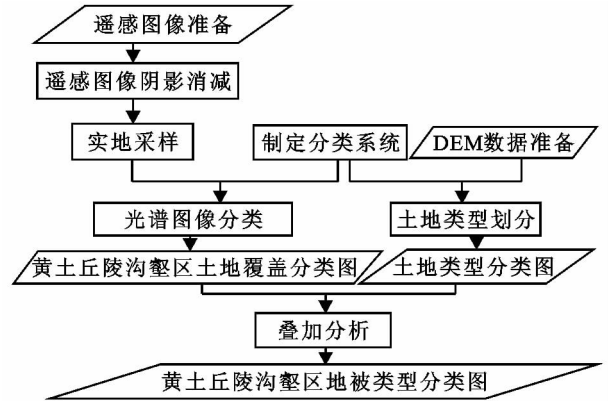 遥感图像准备
遥感图像阴影消减
实地采样
制定分类系统
DEM数据准备
光谱图像分类
土地类型划分
黄土丘陵沟壑区土地覆盖分类图
土地类型分类图
叠加分析
黄土丘陵沟壑区地被类型分类图